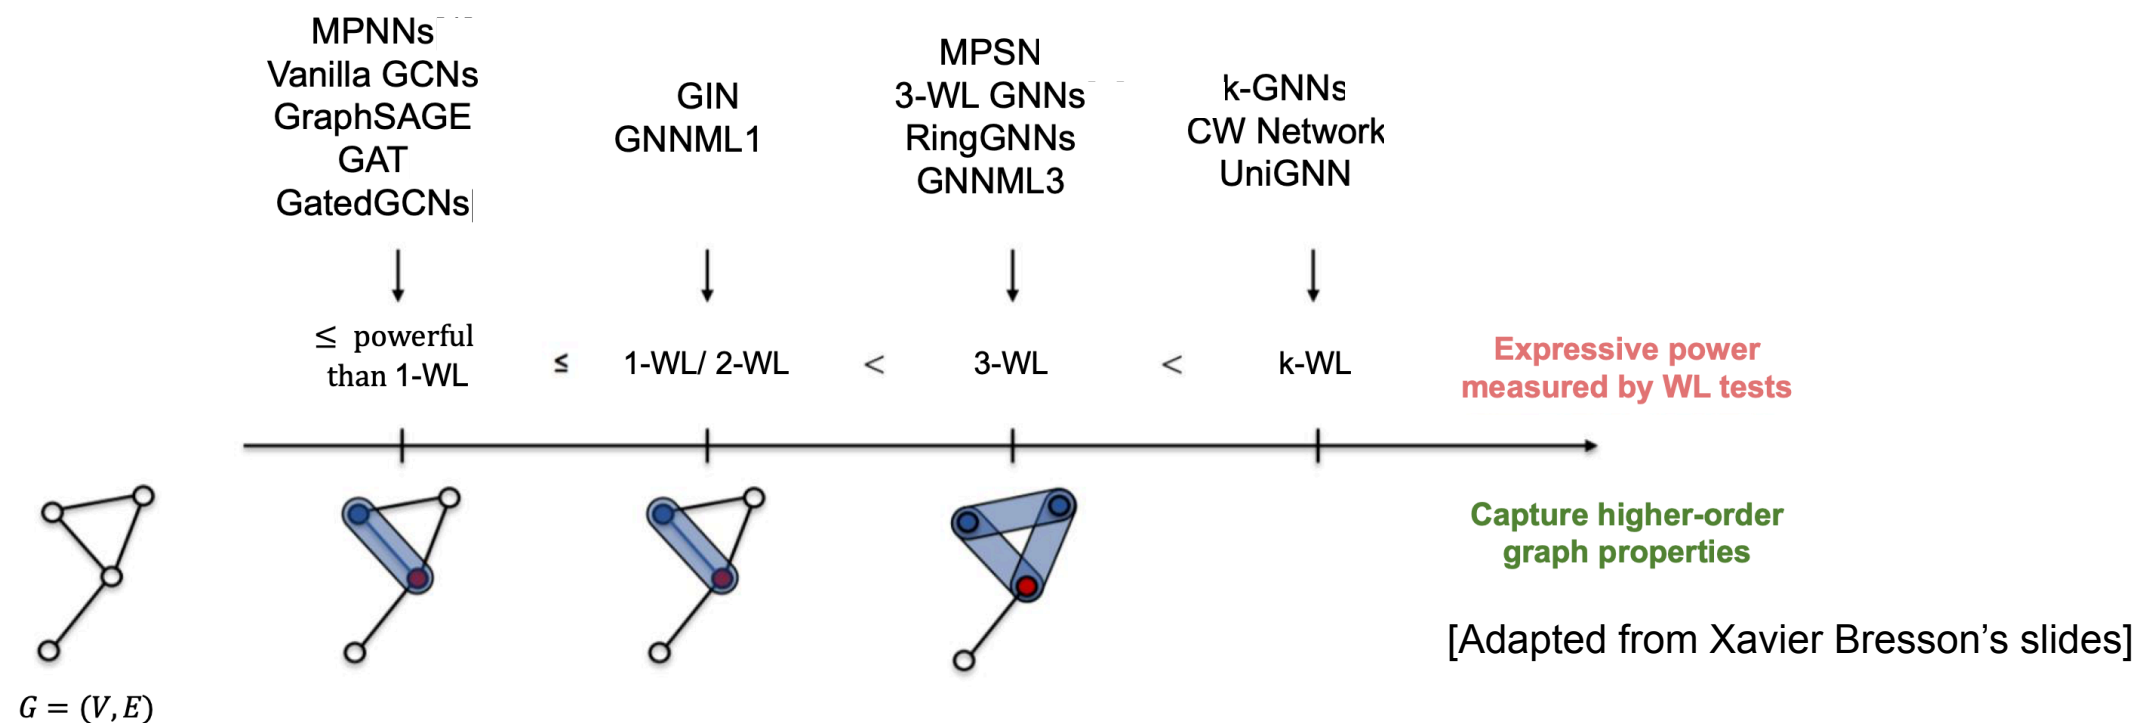 MPNNs
Vanilla GCNs
GraphSAGE
GAT
GatedGCNs
GIN
GNNML1
MPSN
3-WL GNNs
RingGNNs
GNNML3
k-GNNs
CW Network
UniGNN
≤ powerful
than 1-WL
≤
1-WL/ 2-WL
<
3-WL
<
k-WL
Expressive power
measured by WL tests
Capture higher-order
graph properties
[Adapted from Xavier Bresson's slides]
G = (V, E)